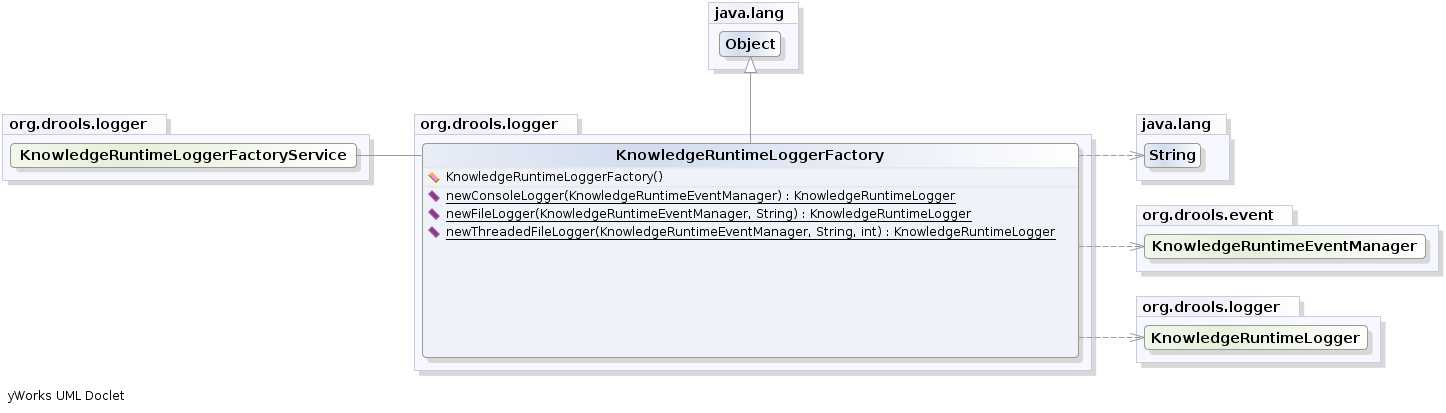 java.lang
Object
org.drools.logger
KnowledgeRuntimeLoggerFactoryService
org.drools.logger
KnowledgeRuntimeLoggerFactory
KnowledgeRuntimeLoggerFactory()
newConsoleLogger(KnowledgeRuntimeEventManager) : KnowledgeRuntimeLogger
newFileLogger(KnowledgeRuntimeEventManager, String) : KnowledgeRuntimeLogger
newThreadedFileLogger(KnowledgeRuntimeEventManager, String, int) : KnowledgeRuntimeLogger
java.lang
String
org.drools.event
KnowledgeRuntimeEventManager
org.drools.logger
KnowledgeRuntimeLogger
yWorks UML Doclet